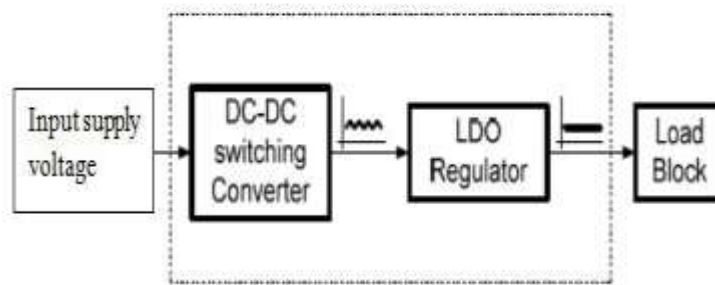 Input supply
voltage
DC-DC
switching
Converter
LDO
Regulator
Load
Block